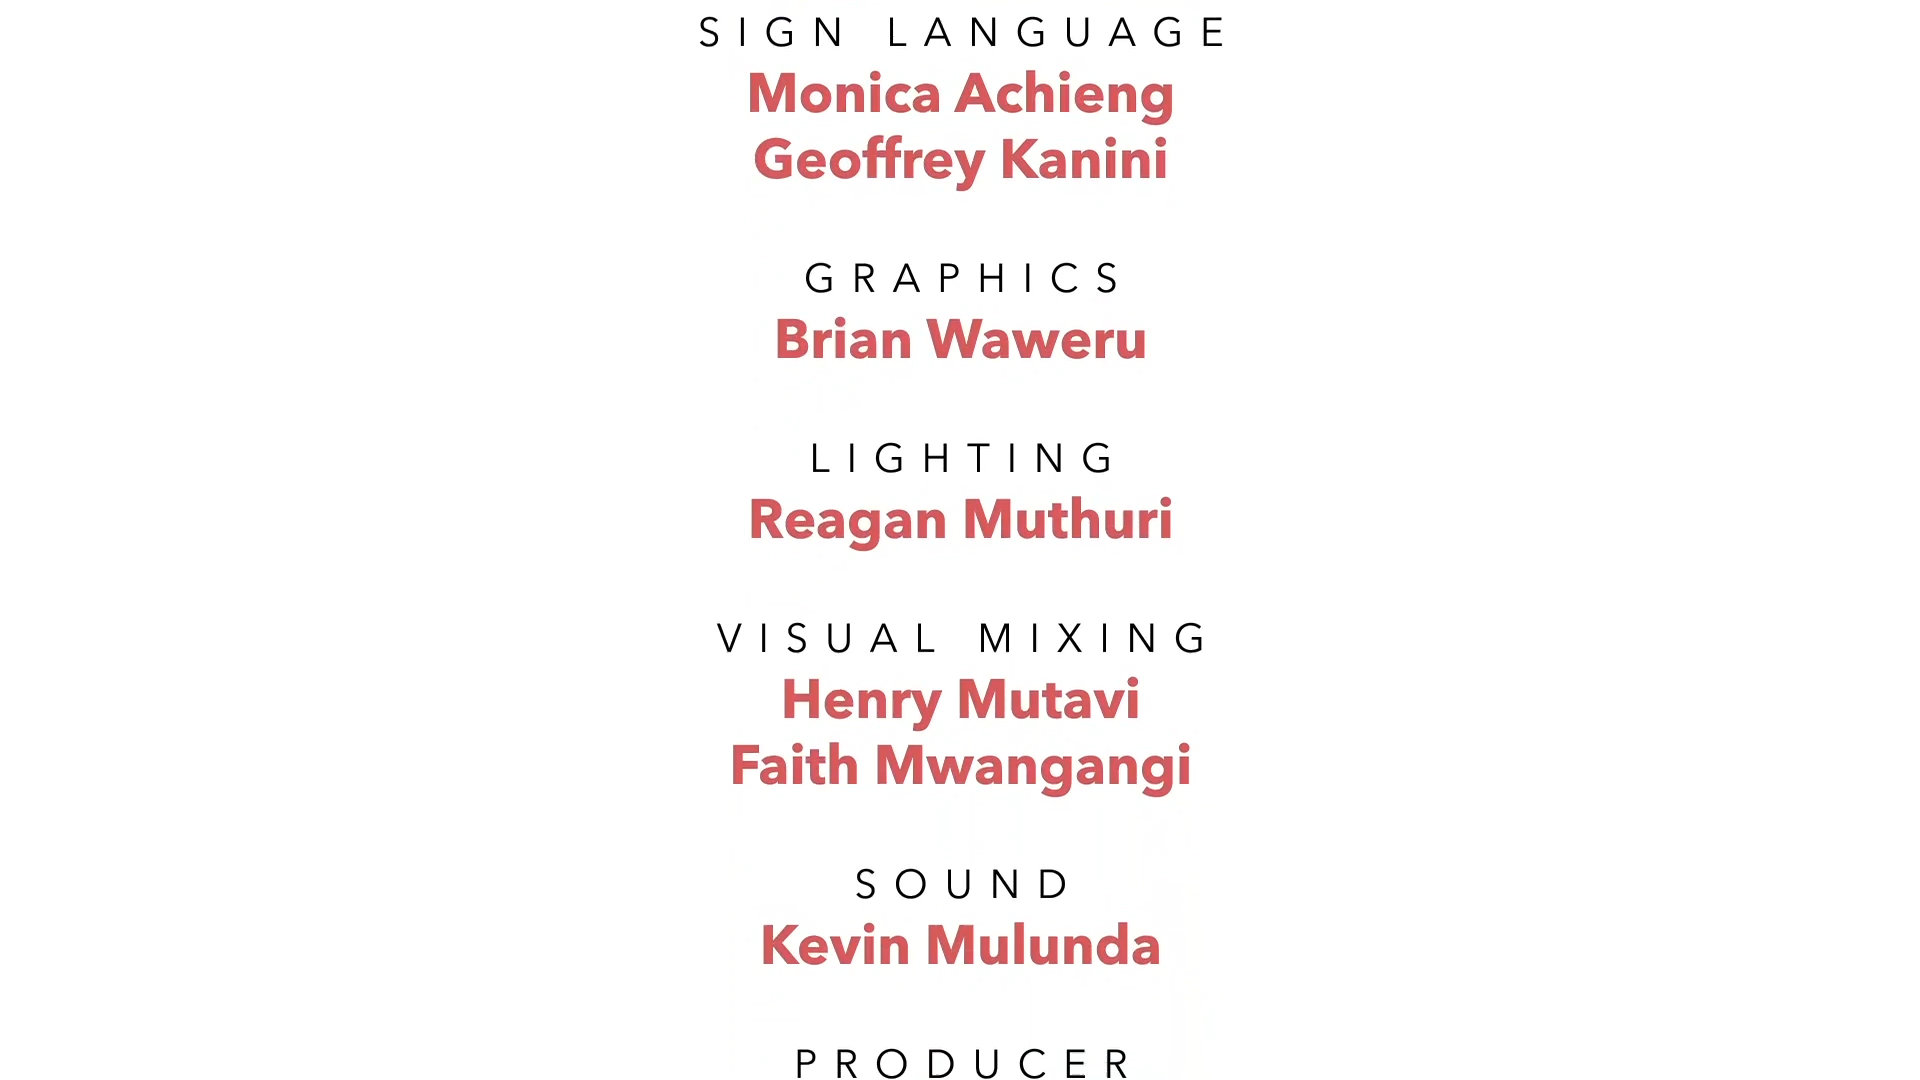 SIGN LANGUAGE
Monica Achieng
Geoffrey Kanini
GRAPHICS
Brian Waweru
LIGHTING
Reagan Muthuri
VISUAL MIXING
Henry Mutavi
Faith Mwangangi
SOUND
Kevin Mulunda
PRODUCER